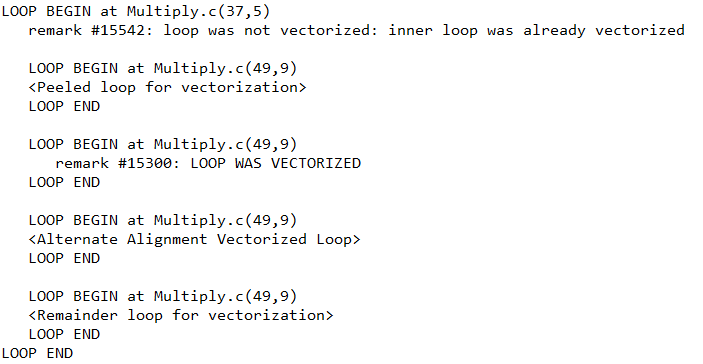 LOOP BEGIN at Multiply.c(37,5)
   remark #15542: loop was not vectorized: inner loop was already vectorized

   LOOP BEGIN at Multiply.c(49,9)
   <Peeled loop for vectorization>
   LOOP END

   LOOP BEGIN at Multiply.c(49,9)
      remark #15300: LOOP WAS VECTORIZED
   LOOP END

   LOOP BEGIN at Multiply.c(49,9)
   <Alternate Alignment Vectorized Loop>
   LOOP END

   LOOP BEGIN at Multiply.c(49,9)
   <Remainder loop for vectorization>
   LOOP END
LOOP END